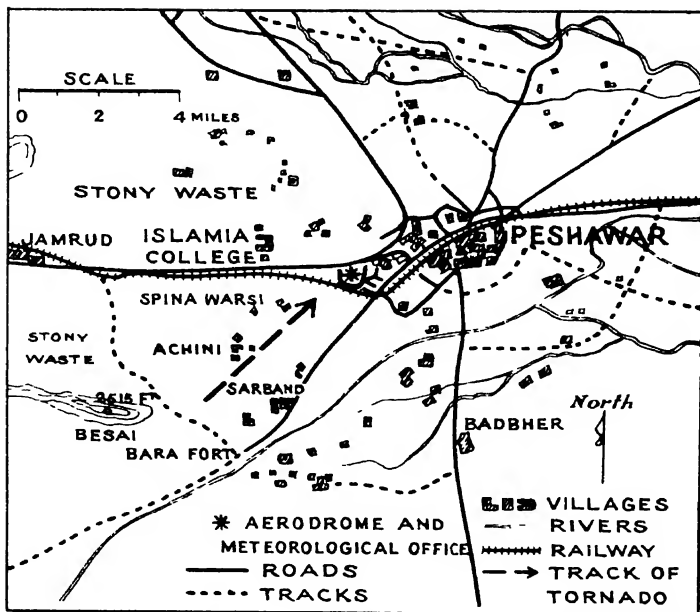 SCALE
0 2 4
MILES
STONY WASTE
JAMRUD
ISLAMIA
COLLEGE
PESHAWAR
SPINA WARSI
STONY
WASTE
ACHINI
SARBAND
BESAI
BARA FORT
BADBHER
North
AERODROME AND
METEOROLOGICAL OFFICE
ROADS
TRACKS
VILLAGES
RIVERS
RAILWAY
TRACK OF
TORNADO